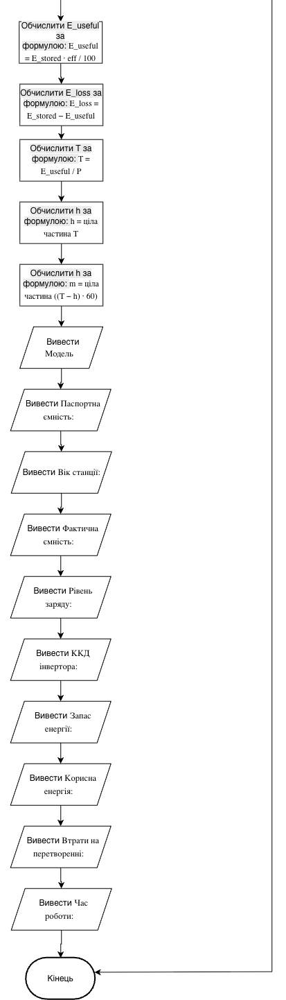 Обчислити E_useful
за
формулою: E_useful
= E_stored · eff / 100
Обчислити E_loss за
формулою: E_loss =
E_stored − E_useful
Обчислити T за
формулою: T =
E_useful / P
Обчислити h за
формулою: h = ціла
частина T
Обчислити h за
формулою: m = ціла
частина ((T − h) · 60)
Вивести
Модель
Вивести Паспортна
ємність:
Вивести Вік станції:
Вивести Фактична
ємність:
Вивести Рівень
заряду:
Вивести ККД
інвертора:
Вивести Запас
енергії:
Вивести Корисна
енергія:
Вивести Втрати на
перетворенні:
Вивести Час
роботи:
Кінець